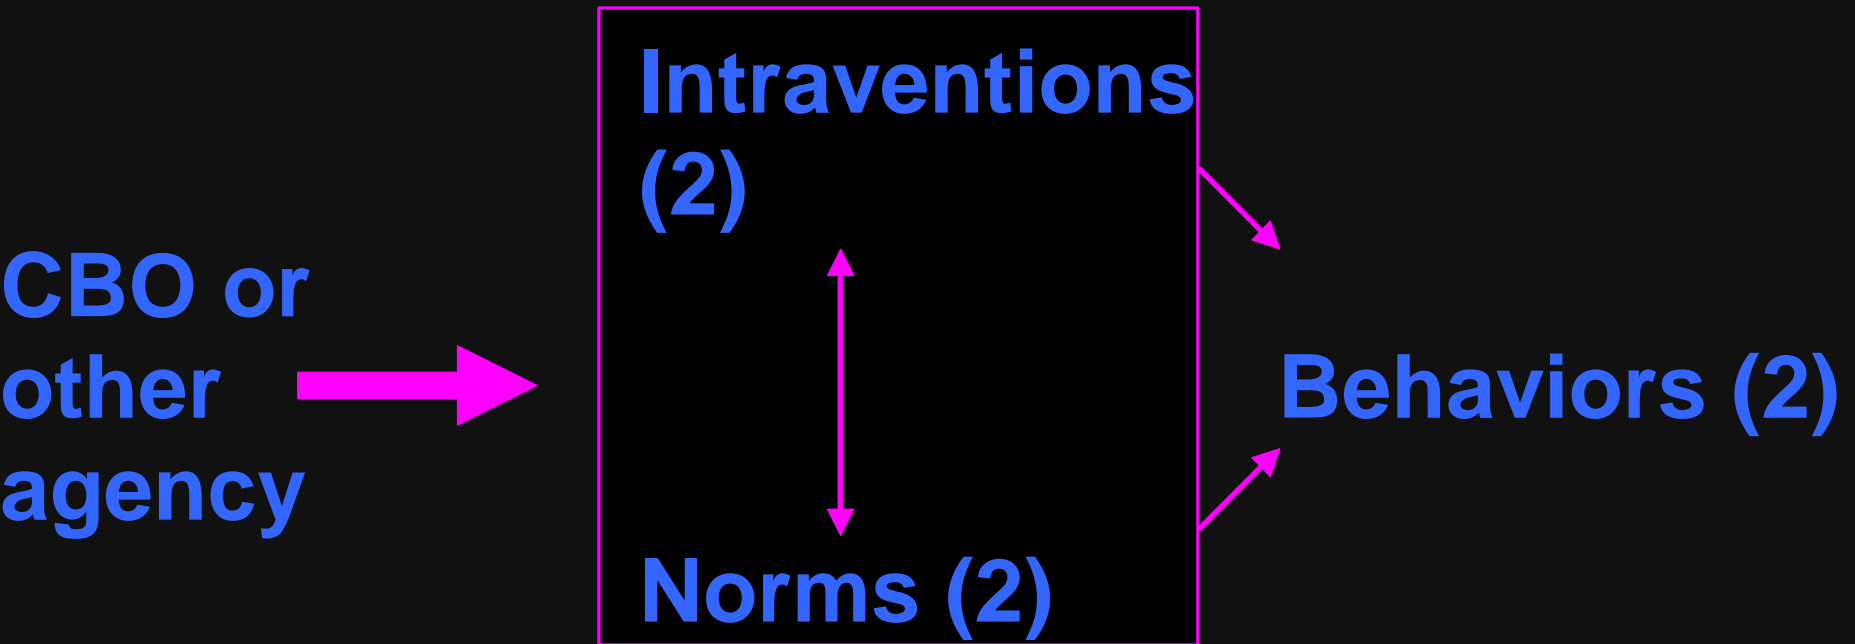 Intraventions
(2)
CBO or
other
agency
Behaviors (2)
Norms (2)